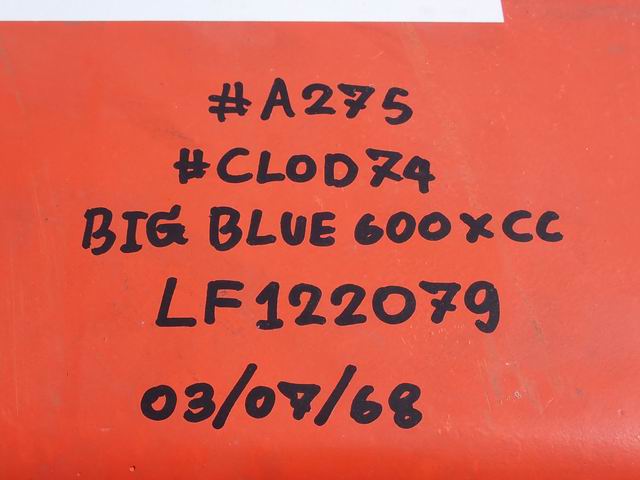 #A275
#CLOD74
BIG BLUE 600XCC
LF122079
03/07/68